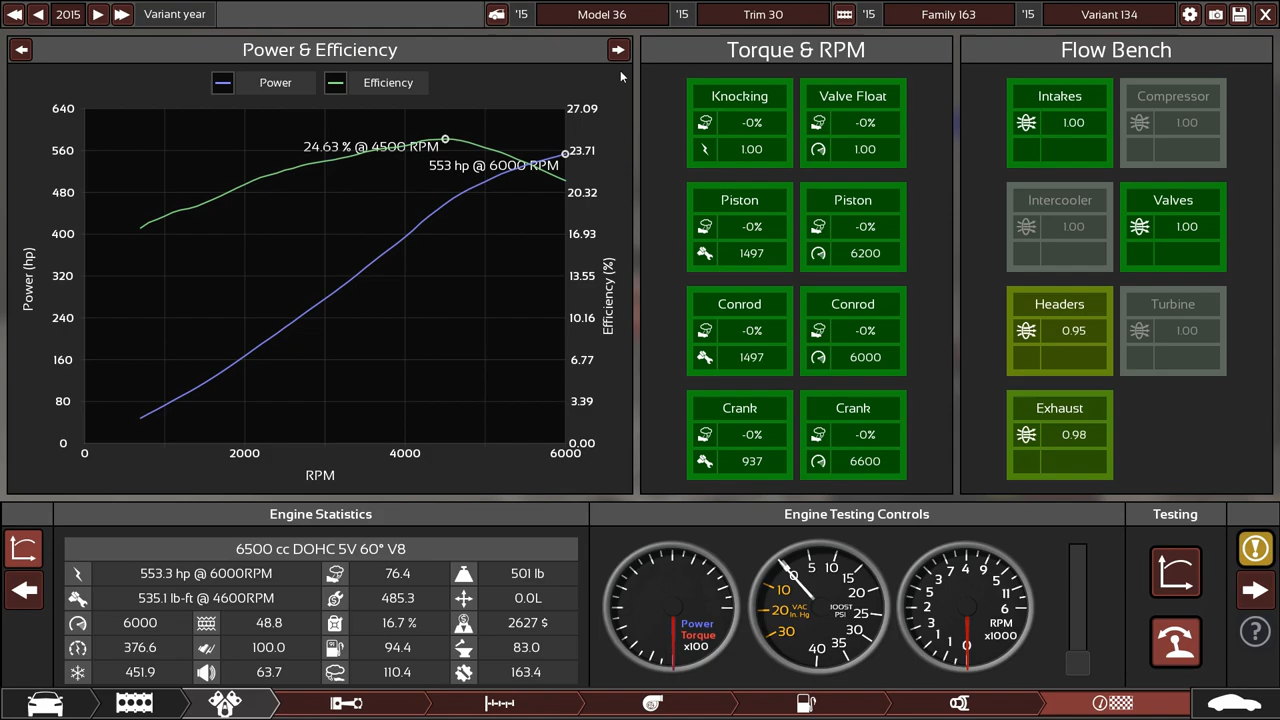 2015
Variant year
'15
Model 36
'15
Trim 30
'15
Family 163
'15
Variant 134
Power & Efficiency
Power
Efficiency
640
560
480
400
320
240
160
80
0
27.09
23.71
20.32
16.93
13.55
10.16
6.77
3.39
0.00
24.63 % @ 4500 RPM
553 hp @ 6000 RPM
Power (hp)
Efficiency (%)
0
2000
4000
6000
RPM
Torque & RPM
Knocking
-0%
1.00
Valve Float
-0%
1.00
Piston
-0%
1497
Piston
-0%
6200
Conrod
-0%
1497
Conrod
-0%
6000
Crank
-0%
937
Crank
-0%
6600
Flow Bench
Intakes
1.00
Compressor
1.00
Intercooler
1.00
Valves
1.00
Headers
0.95
Turbine
1.00
Exhaust
0.98
Engine Statistics
6500 cc DOHC 5V 60° V8
553.3 hp @ 6000RPM
76.4
501 lb
535.1 lb-ft @ 4600RPM
485.3
0.0L
6000
48.8
16.7 %
2627 $
376.6
100.0
94.4
83.0
451.9
63.7
110.4
163.4
Engine Testing Controls
Power
Torque
x100
0
5
10
15
20
25
30
35
40
10
20
30
VAC
In. Hg
BOOST
PSI
RPM
x1000
Testing